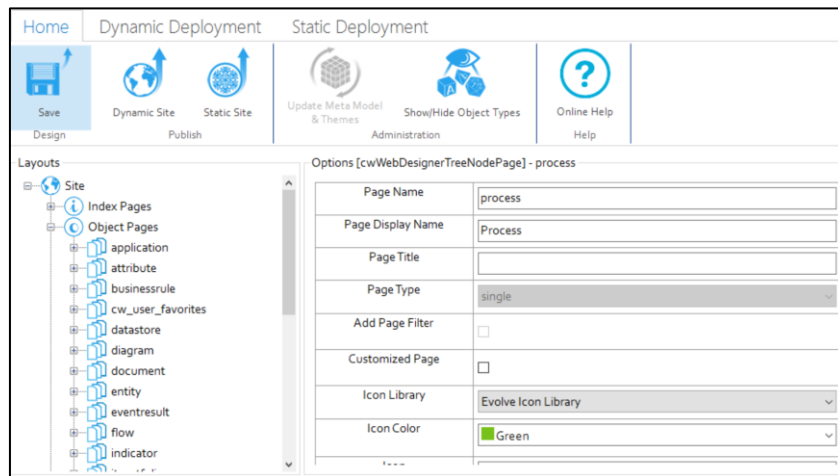 Home Dynamic Deployment Static Deployment
Save Dynamic Site Static Site Update Meta Model Show/Hide Object Types Online Help
& Themes
Design Publish Administration Help
Layouts
Site
Index Pages
Object Pages
application
attribute
businessrule
cw_user_favorites
datastore
diagram
document
entity
eventresult
flow
indicator
Options [cwWebDesignerTreeNodePage] - process
Page Name process
Page Display Name Process
Page Title
Page Type single
Add Page Filter
Customized Page
Icon Library Evolve Icon Library
Icon Color Green